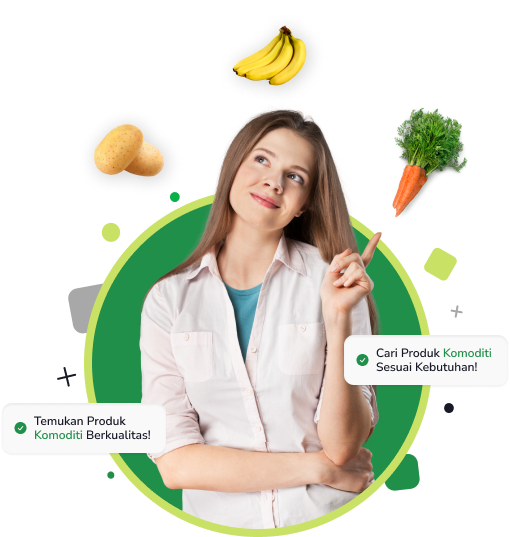 Cari Produk Komoditi
Sesuai Kebutuhan!
Temukan Produk
Komoditi Berkualitas!